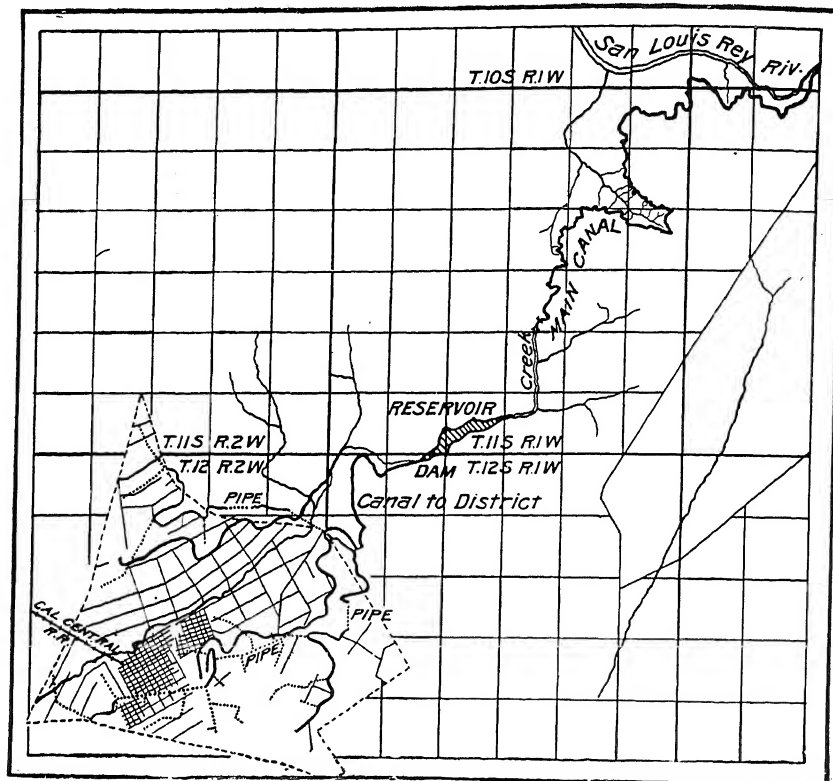 San Louis Rey Riv.
T.10S R.1W
MAIN CANAL
Creek
RESERVOIR
T.11S R.2W
T.11S R.1W
T.12 R.2W
DAM
T.12S R.1W
PIPE
Canal to District
PIPE
CAL CENTRAL
R.R.
PIPE